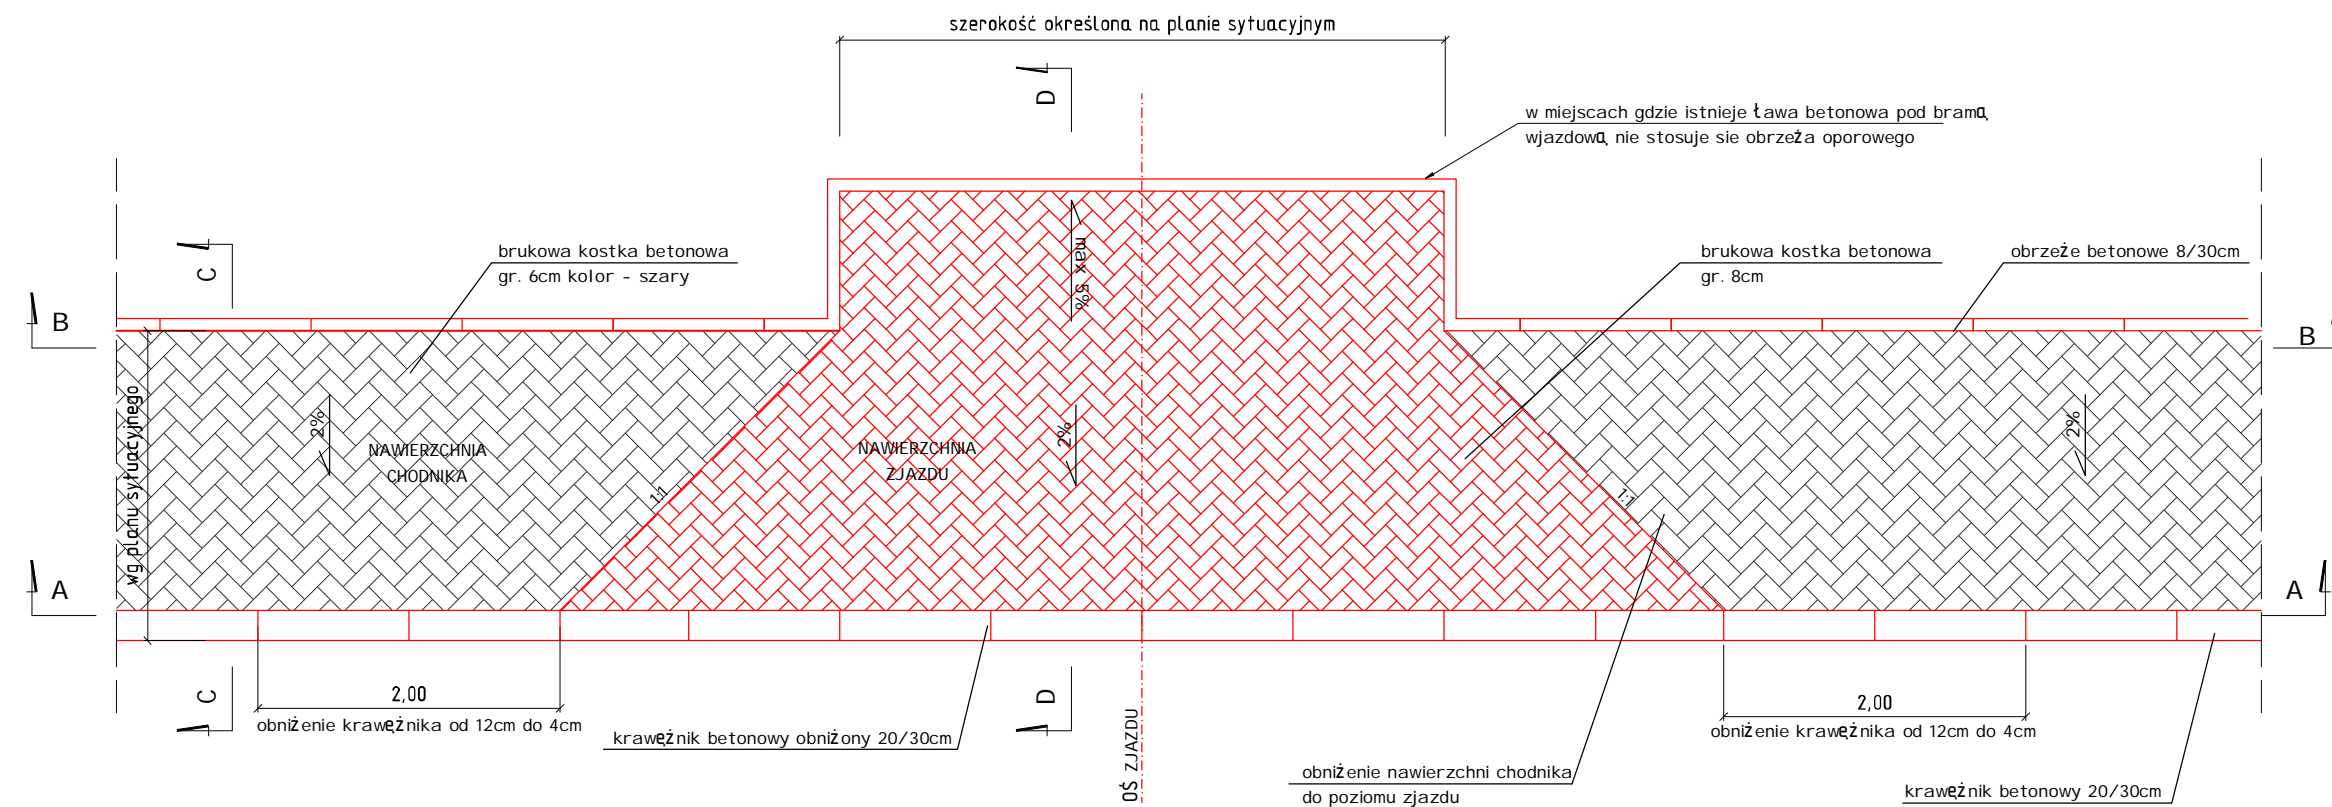 szerokość określona na planie sytuacyjnym
D
w miejscach gdzie istnieje ława betonowa pod bramą
wjazdową nie stosuje sie obrzeża oporowego
brukowa kostka betonowa
gr. 6cm kolor - szary
brukowa kostka betonowa
gr. 8cm
obrzeże betonowe 8/30cm
C
max 5%
B
B
wg planu sytuacyjnego
2%
NAWIERZCHNIA
CHODNIKA
NAWIERZCHNIA
ZJAZDU
2%
2%
1:1
1:1
A
A
C
D
2,00
obniżenie krawężnika od 12cm do 4cm
krawężnik betonowy obniżony 20/30cm
OŚ ZJAZDU
2,00
obniżenie krawężnika od 12cm do 4cm
obniżenie nawierzchni chodnika
do poziomu zjazdu
krawężnik betonowy 20/30cm